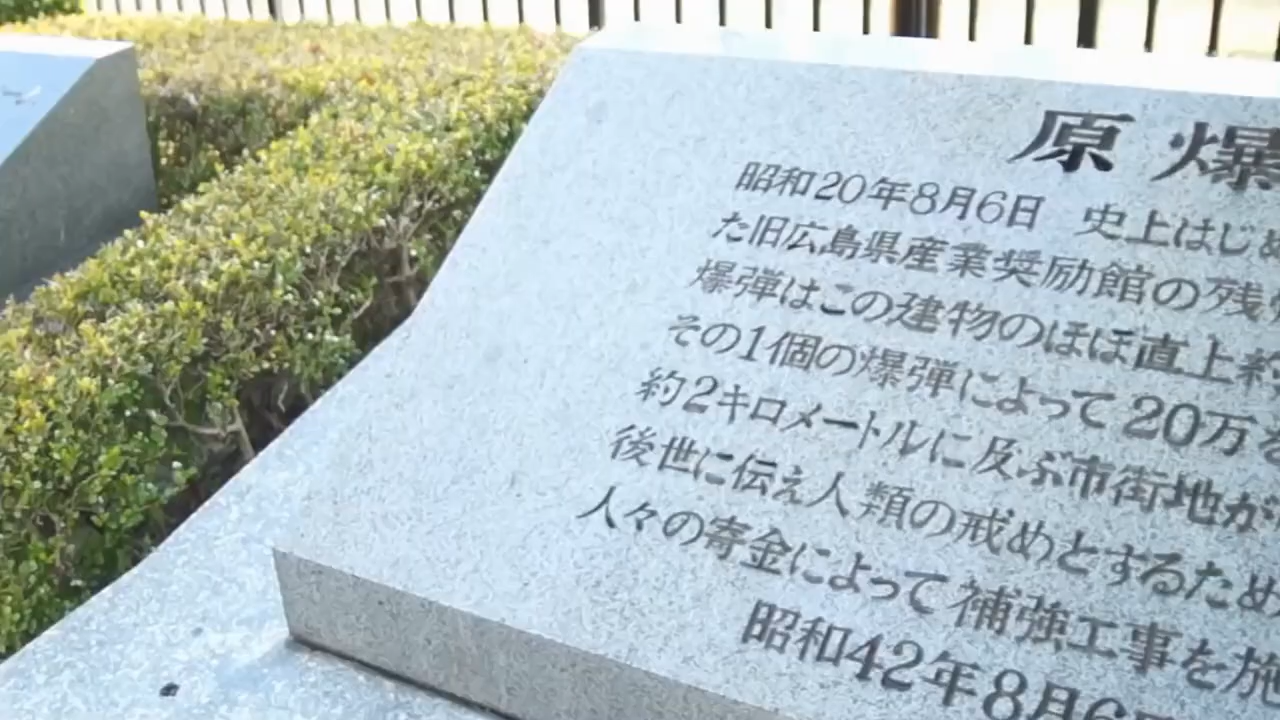 原爆
昭和20年8月6日 史上はじめ
た旧広島県産業奨励館の残
爆弾はこの建物のほぼ直上約
その1個の爆弾によって20万を
約2キロメートルに及ぶ市街地が
後世に伝え人類の戒めとするため
人々の寄金によって補強工事を施
昭和42年8月6